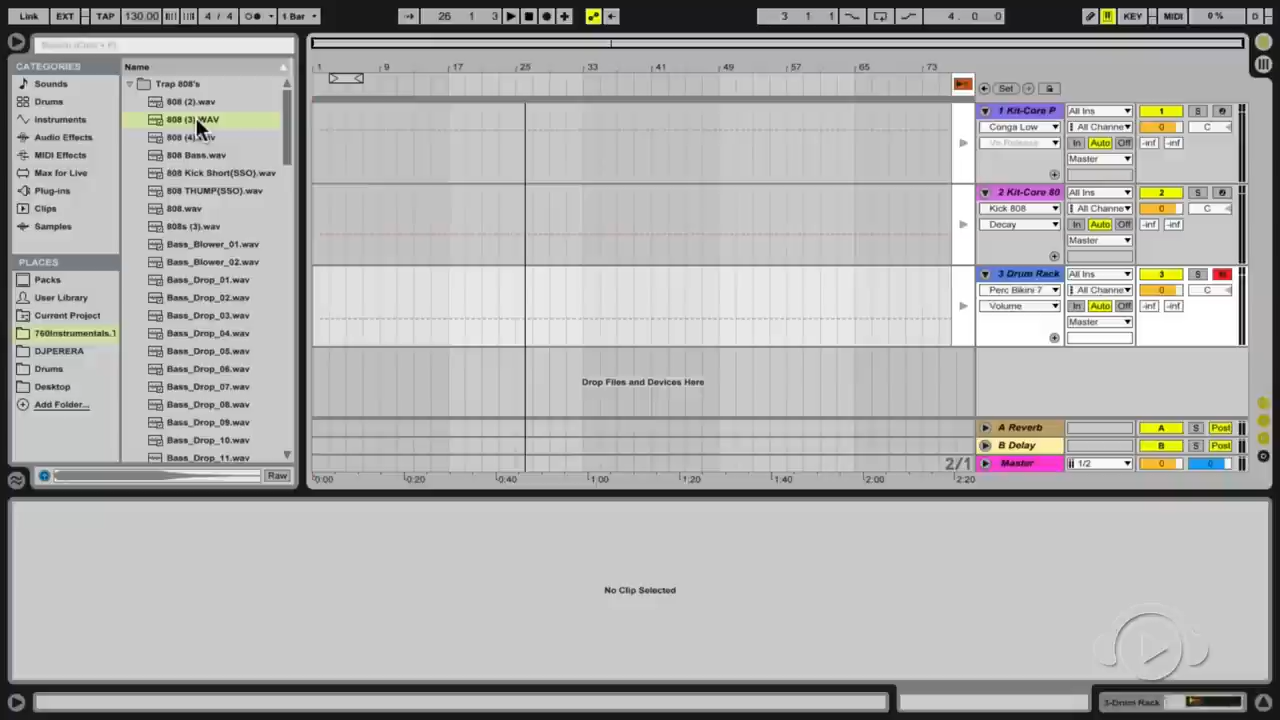 Link EXT TAP 130.00 4 / 4 1 Bar 26 1 3 3 1 1 4 . 0 0 KEY MIDI 0 % D
CATEGORIES
Sounds
Drums
Instruments
Audio Effects
MIDI Effects
Max for Live
Plug-ins
Clips
Samples
PLACES
Packs
User Library
Current Project
760Instrumentals.
DJPERERA
Drums
Desktop
Add Folder...
Name
Trap 808's
808 (2).wav
808 (3).WAV
808 (4).wav
808 Bass.wav
808 Kick Short{SSO}.wav
808 THUMP{SSO}.wav
808.wav
808s (3).wav
Bass_Blower_01.wav
Bass_Blower_02.wav
Bass_Drop_01.wav
Bass_Drop_02.wav
Bass_Drop_03.wav
Bass_Drop_04.wav
Bass_Drop_05.wav
Bass_Drop_06.wav
Bass_Drop_07.wav
Bass_Drop_08.wav
Bass_Drop_09.wav
Bass_Drop_10.wav
Bass_Drop_11.wav
Raw
1 9 17 25 33 41 49 57 65 73
Set
1 Kit-Core P All Ins 1 S
Conga Low All Channe 0 C
In Auto Off -inf -inf
Master
2 Kit-Core 80 All Ins 2 S
Kick 808 All Channe 0 C
Decay In Auto Off -inf -inf
Master
3 Drum Rack All Ins 3 S
Perc Bikini 7 All Channe 0 C
Volume In Auto Off -inf -inf
Master
Drop Files and Devices Here
A Reverb A S Post
B Delay B S Post
2/1 Master 1/2 0 0
0:00 0:20 0:40 1:00 1:20 1:40 2:00 2:20
No Clip Selected
3-Drum Rack